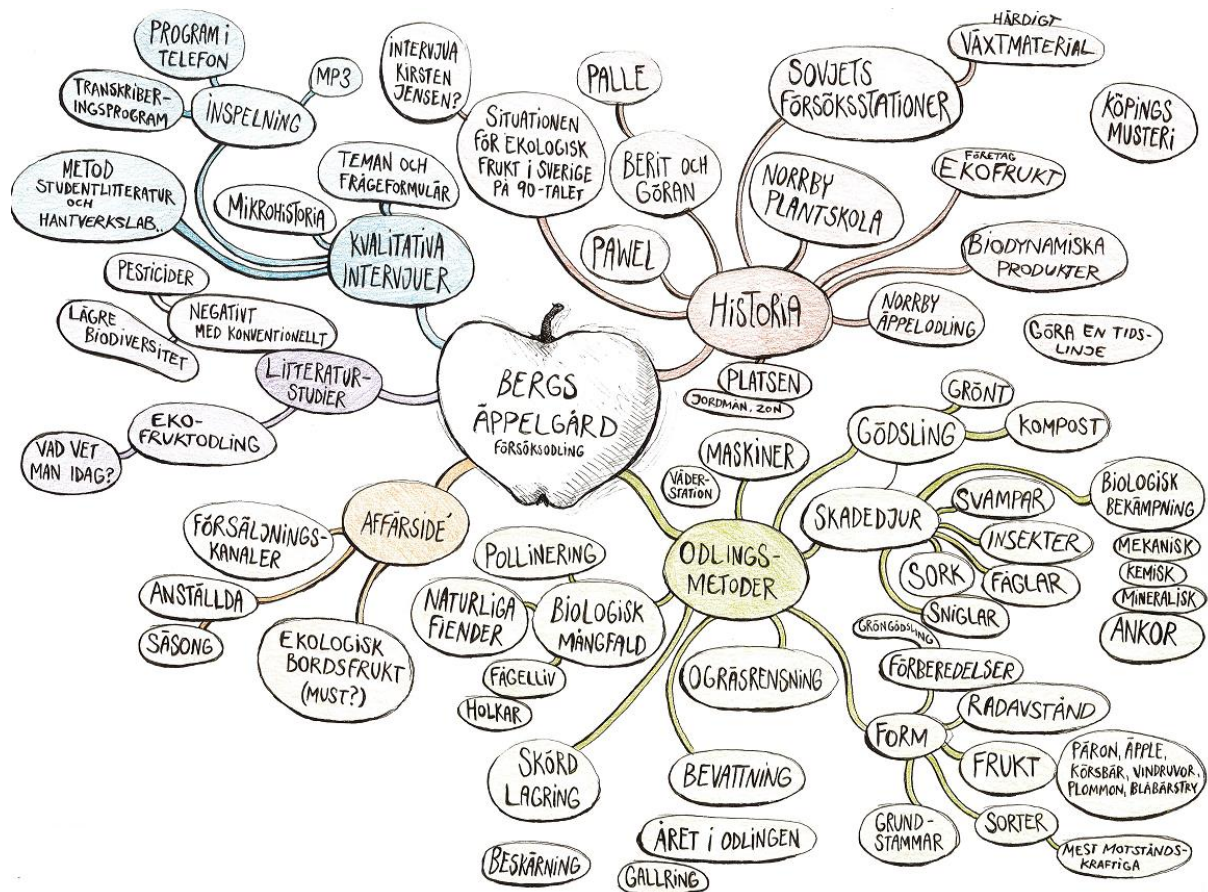 PROGRAM I
TELEFON
MP3
TRANSKRIBER-
INGSPROGRAM
INSPELNING
METOD
STUDENTLITTERATUR
OCH
HANTVERKSLAB..
MIKROHISTORIA
TEMAN OCH
FRÅGEFORMULÄR
KVALITATIVA
INTERVJUER
INTERVJUA
KIRSTEN
JENSEN?
SITUATIONEN
FÖR EKOLOGISK
FRUKT I SVERIGE
PÅ 90-TALET
PALLE
BERIT OCH
GÖRAN
PAWEL
SOVJETS
FÖRSÖKSSTATIONER
HÄRDIGT
VÄXTMATERIAL
NORRBY
PLANTSKOLA
FÖRETAG
EKOFRUKT
KÖPINGS
MUSTERI
BIODYNAMISKA
PRODUKTER
HISTORIA
NORRBY
ÄPPELODLING
GÖRA EN TIDS-
LINJE
PLATSEN
JORDMÅN, ZON
PESTICIDER
LÄGRE
BIODIVERSITET
NEGATIVT
MED KONVENTIONELLT
LITTERATUR-
STUDIER
EKO-
FRUKTODLING
VAD VET
MAN IDAG?
BERGS
ÄPPELGÅRD
FÖRSÖKSODLING
AFFÄRSIDÉ
FÖRSÄLJNINGS-
KANALER
ANSTÄLLDA
SÄSONG
EKOLOGISK
BORDSFRUKT
(MUST?)
ODLINGS-
METODER
MASKINER
VÄDER-
STATION
GÖDSLING
GRÖNT
KOMPOST
SKADEDJUR
SVAMPAR
INSEKTER
FÅGLAR
SORK
SNIGLAR
BIOLOGISK
BEKÄMPNING
MEKANISK
KEMISK
MINERALISK
ANKOR
POLLINERING
NATURLIGA
FIENDER
BIOLOGISK
MÅNGFALD
FÅGELLIV
HOLKAR
OGRÄSRENSNING
SKÖRD
LAGRING
BEVATTNING
BESKÄRNING
ÅRET I ODLINGEN
GALLRING
GRÖNGÖDSLING
FÖRBEREDELSER
FORM
RADAVSTÅND
FRUKT
PÄRON, ÄPPLE,
KÖRSBÄR, VINDRUVOR,
PLOMMON, BLÅBÄRSTRY
GRUND-
STAMMAR
SORTER
MEST MOTSTÅNDS-
KRAFTIGA